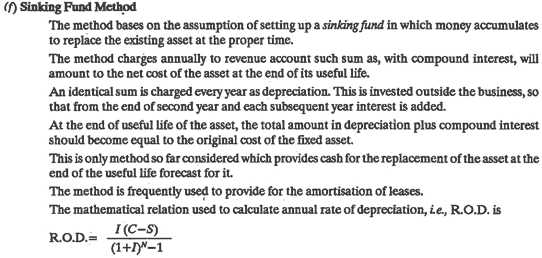 (f) Sinking Fund Method
The method bases on the assumption of setting up a sinking fund in which money accumulates
to replace the existing asset at the proper time.
The method charges annually to revenue account such sum as, with compound interest, will
amount to the net cost of the asset at the end of its useful life.
An identical sum is charged every year as depreciation. This is invested outside the business, so
that from the end of second year and each subsequent year interest is added.
At the end of useful life of the asset, the total amount in depreciation plus compound interest
should become equal to the original cost of the fixed asset.
This is only method so far considered which provides cash for the replacement of the asset at the
end of the useful life forecast for it.
The method is frequently used to provide for the amortisation of leases.
The mathematical relation used to calculate annual rate of depreciation, i.e., R.O.D. is
R.O.D. = I (C–S) / (1+I)^N–1